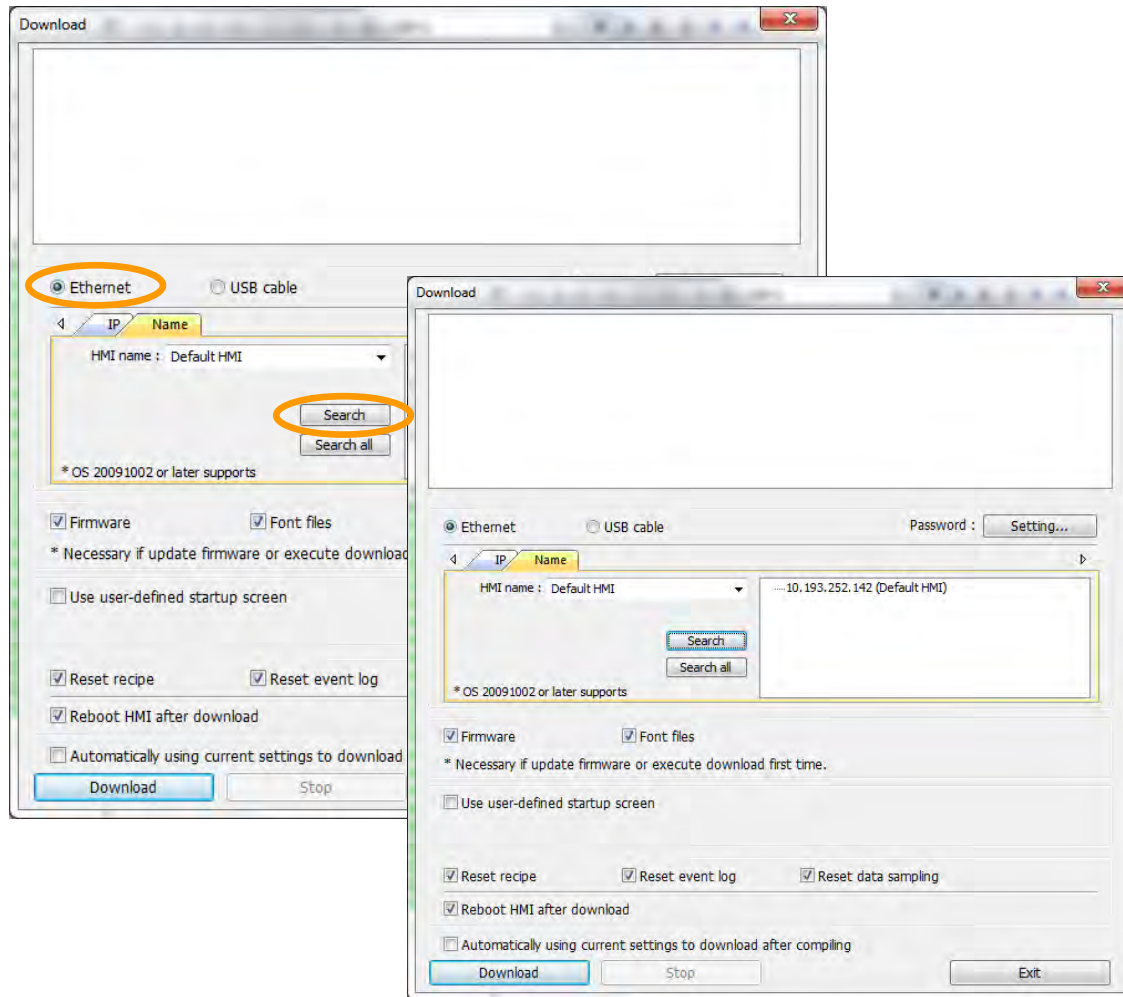 Download
Ethernet USB cable
IP Name
HMI name : Default HMI
Search
Search all
* OS 20091002 or later supports
Firmware Font files
* Necessary if update firmware or execute download
Use user-defined startup screen
Reset recipe Reset event log
Reboot HMI after download
Automatically using current settings to download
Download Stop
Download
Ethernet USB cable Password : Setting...
IP Name
HMI name : Default HMI 10.193.252.142 (Default HMI)
Search
Search all
* OS 20091002 or later supports
Firmware Font files
* Necessary if update firmware or execute download first time.
Use user-defined startup screen
Reset recipe Reset event log Reset data sampling
Reboot HMI after download
Automatically using current settings to download after compiling
Download Stop Exit